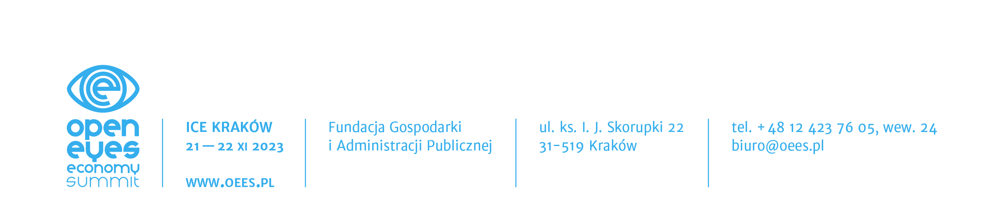 open
eyes
economy
summit
ICE KRAKÓW
21 — 22 XI 2023
WWW.OEES.PL
Fundacja Gospodarki
i Administracji Publicznej
ul. ks. I. J. Skorupki 22
31-519 Kraków
tel. +48 12 423 76 05, wew. 24
biuro@oees.pl